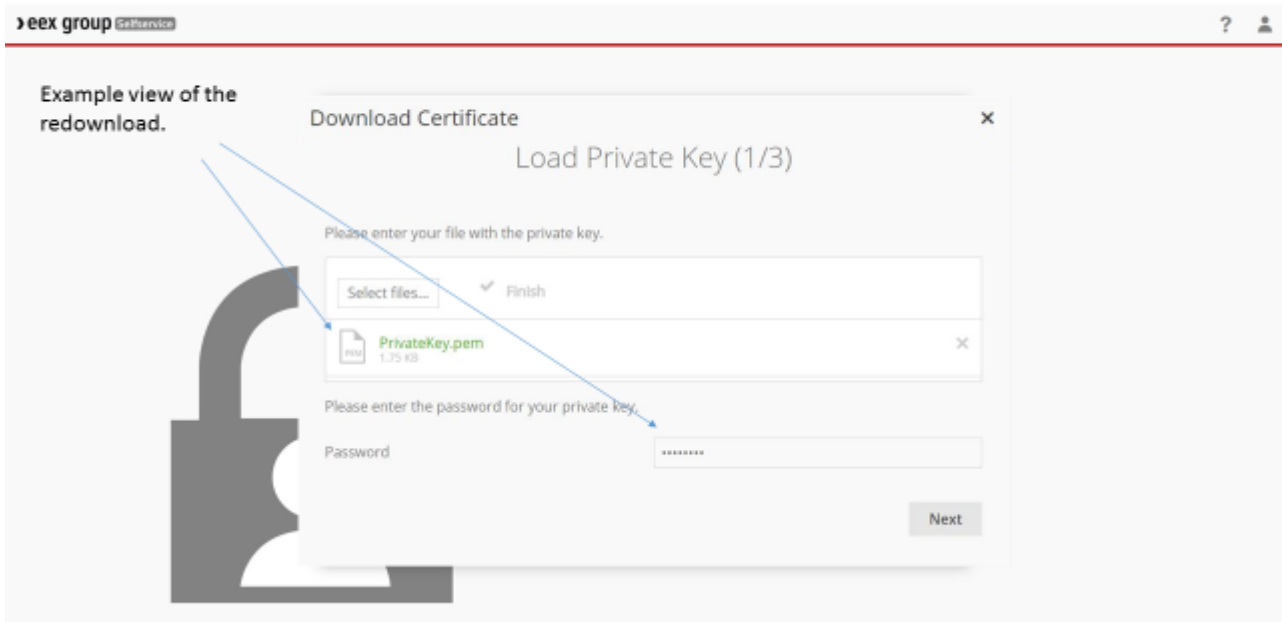 eex group Selfservice
?
Example view of the
redownload.
Download Certificate
Load Private Key (1/3)
Please enter your file with the private key.
Select files...
Finish
PrivateKey.pem
1.75 KB
Please enter the password for your private key.
Password
Next